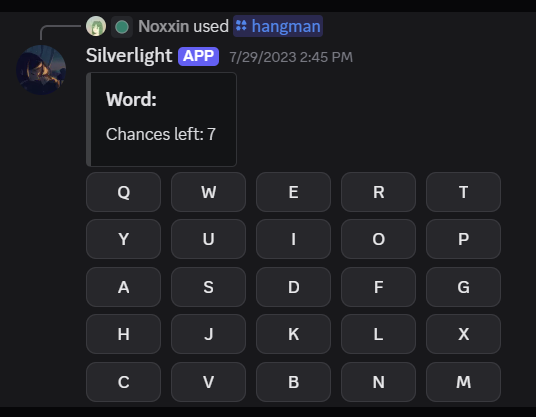 Noxxin used hangman
Silverlight APP 7/29/2023 2:45 PM
Word:
Chances left: 7
Q W E R T
Y U I O P
A S D F G
H J K L X
C V B N M